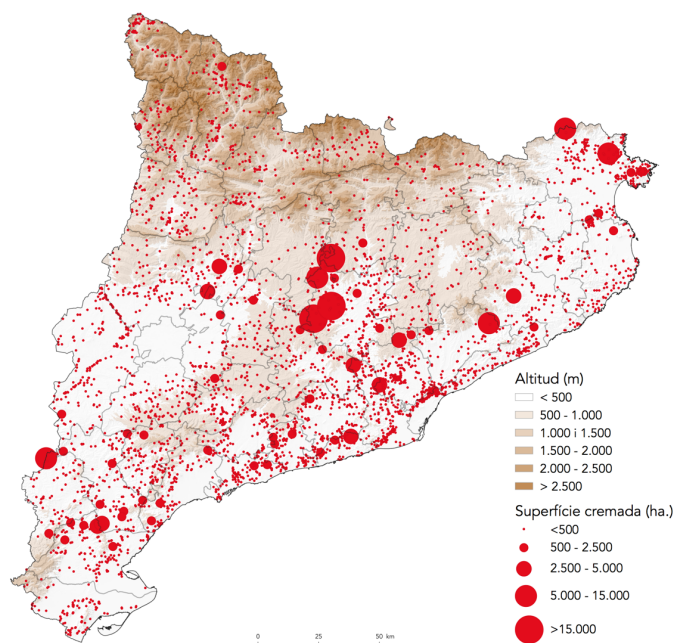 Altitud (m)
< 500
500 - 1.000
1.000 i 1.500
1.500 - 2.000
2.000 - 2.500
> 2.500
Superfície cremada (ha.)
<500
500 - 2.500
2.500 - 5.000
5.000 - 15.000
>15.000
0 25 50 km